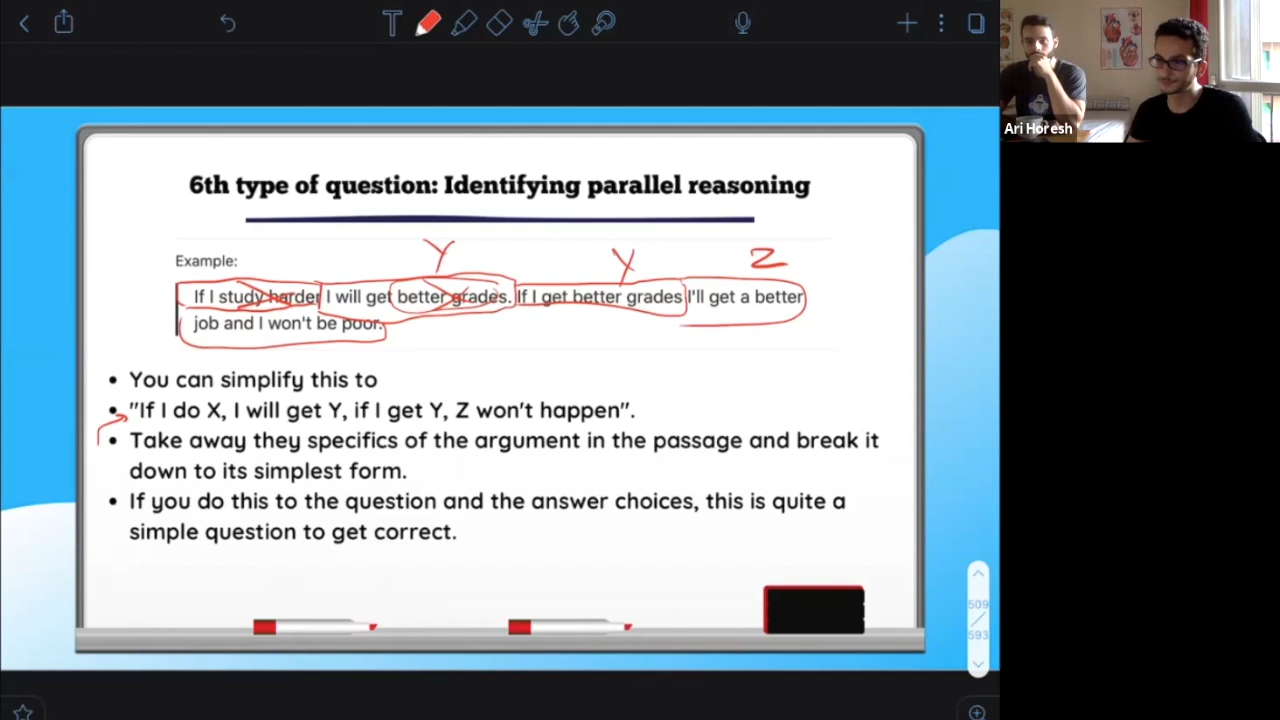 T
Ari Horesh
6th type of question: Identifying parallel reasoning
Y
Y
Z
Example:
If I study harder I will get better grades. If I get better grades I'll get a better
job and I won't be poor.
• You can simplify this to
• "If I do X, I will get Y, if I get Y, Z won't happen".
• Take away they specifics of the argument in the passage and break it
down to its simplest form.
• If you do this to the question and the answer choices, this is quite a
simple question to get correct.
509
/
593